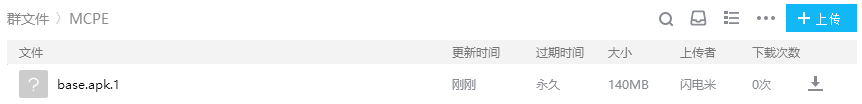 群文件 〉MCPE
上传
文件 更新时间 过期时间 大小 上传者 下载次数
base.apk.1 刚刚 永久 140MB 闪电米 0次